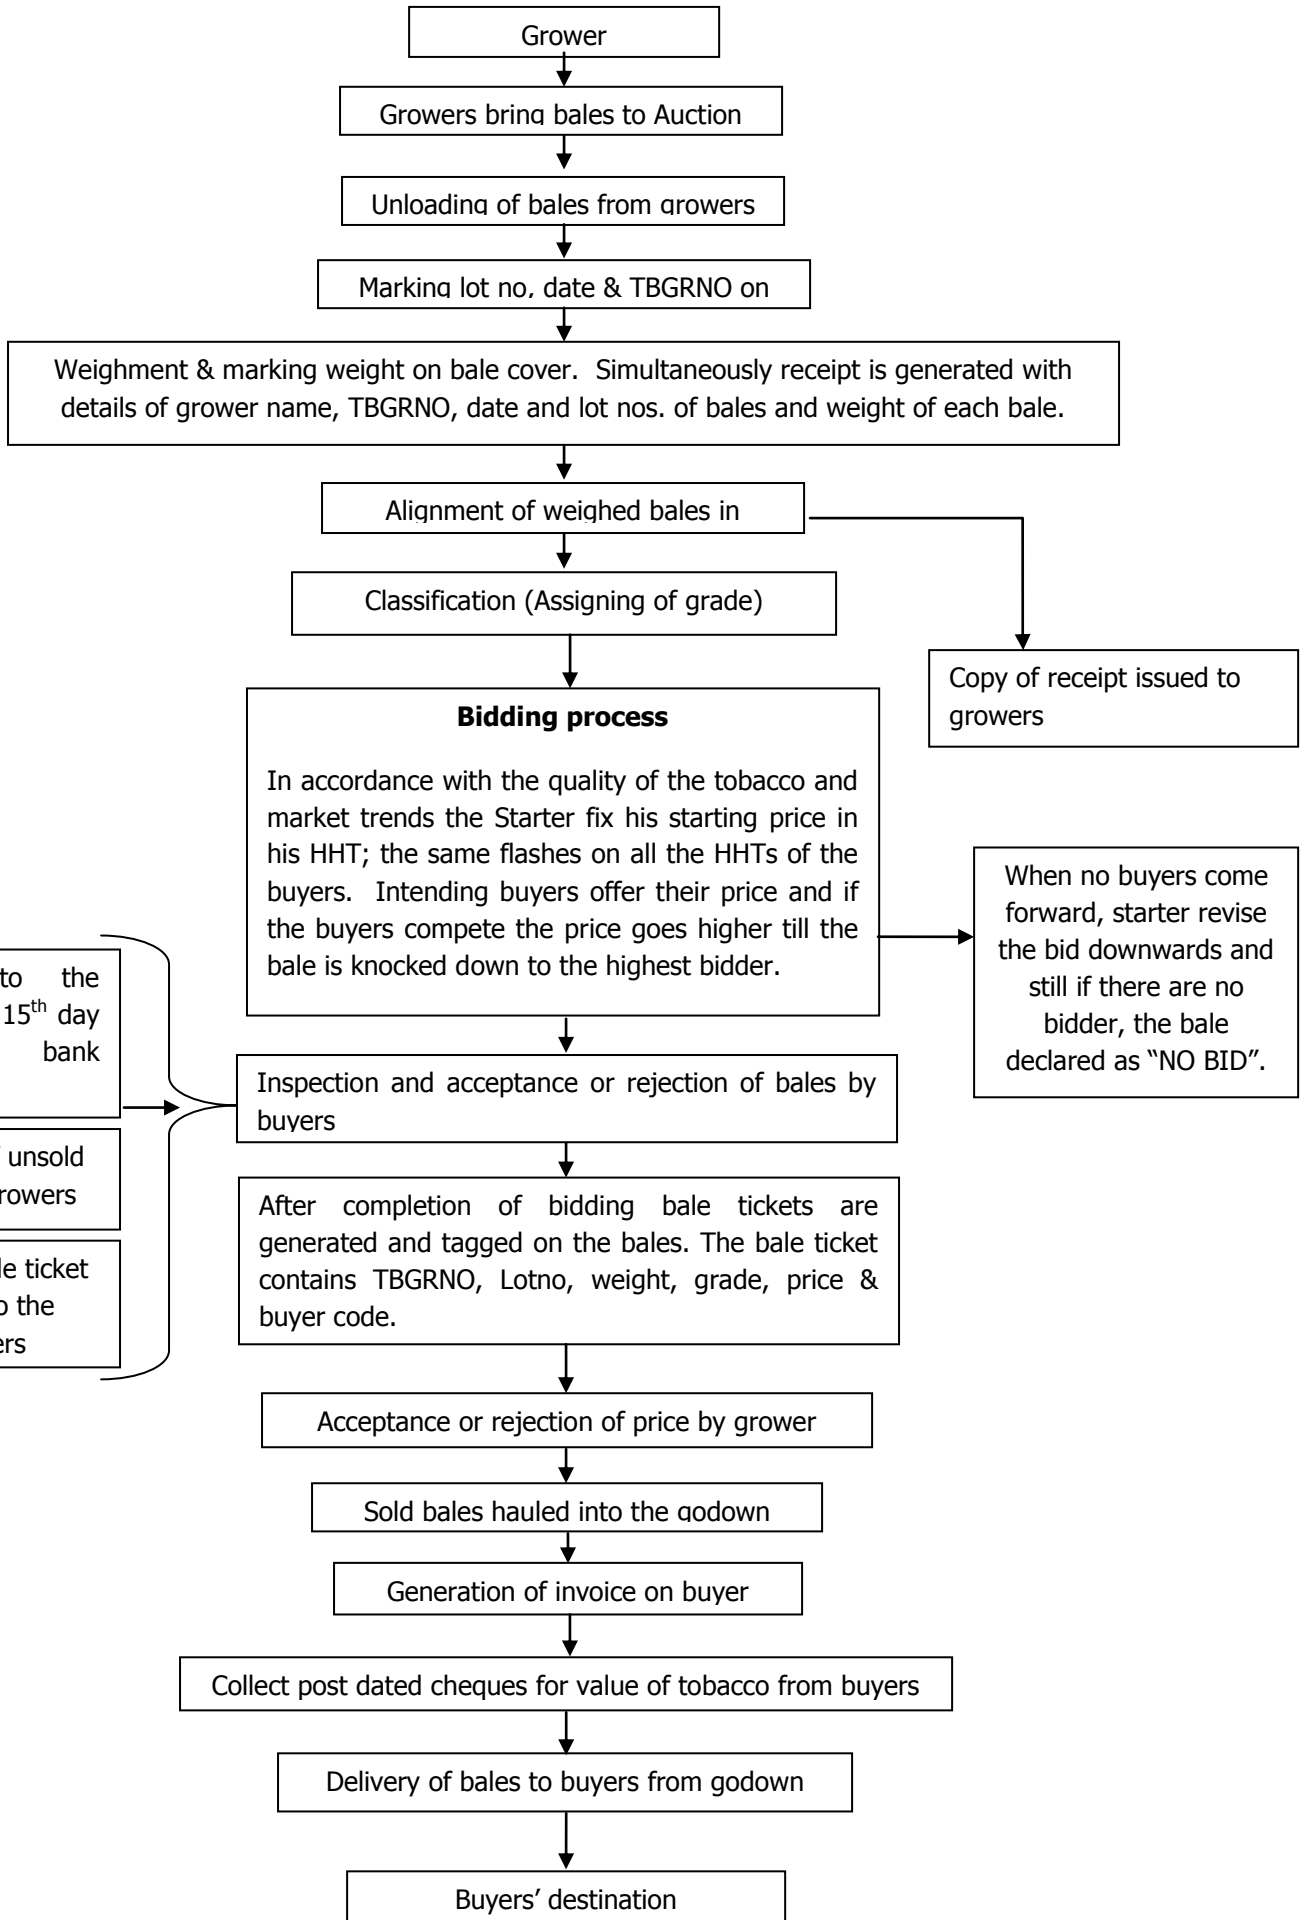 Grower
Growers bring bales to Auction
Unloading of bales from growers
Marking lot no, date & TBGRNO on
Weighment & marking weight on bale cover.  Simultaneously receipt is generated with
details of grower name, TBGRNO, date and lot nos. of bales and weight of each bale.
Alignment of weighed bales in
Classification (Assigning of grade)
Copy of receipt issued to
growers
Bidding process
In accordance with the quality of the tobacco and
market trends the Starter fix his starting price in
his HHT; the same flashes on all the HHTs of the
buyers.  Intending buyers offer their price and if
the buyers compete the price goes higher till the
bale is knocked down to the highest bidder.
When no buyers come
forward, starter revise
the bid downwards and
still if there are no
bidder, the bale
declared as “NO BID”.
to the
15th day
bank
unsold
ticket
the
Inspection and acceptance or rejection of bales by
buyers
After completion of bidding bale tickets are
generated and tagged on the bales. The bale ticket
contains TBGRNO, Lotno, weight, grade, price &
buyer code.
Acceptance or rejection of price by grower
Sold bales hauled into the godown
Generation of invoice on buyer
Collect post dated cheques for value of tobacco from buyers
Delivery of bales to buyers from godown
Buyers’ destination